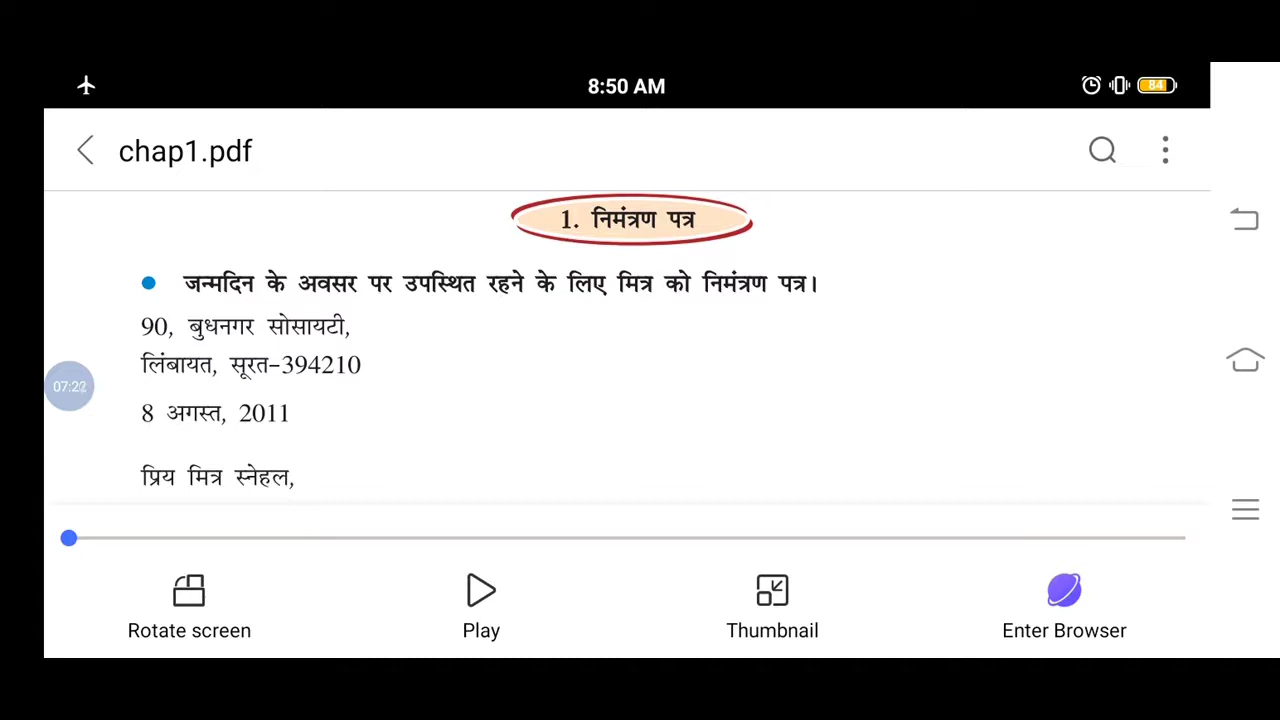 8:50 AM
84
chap1.pdf
1. निमंत्रण पत्र
जन्मदिन के अवसर पर उपस्थित रहने के लिए मित्र को निमंत्रण पत्र।
90, बुधनगर सोसायटी,
लिंबायत, सूरत-394210
07:22
8 अगस्त, 2011
प्रिय मित्र स्नेहल,
Rotate screen
Play
Thumbnail
Enter Browser